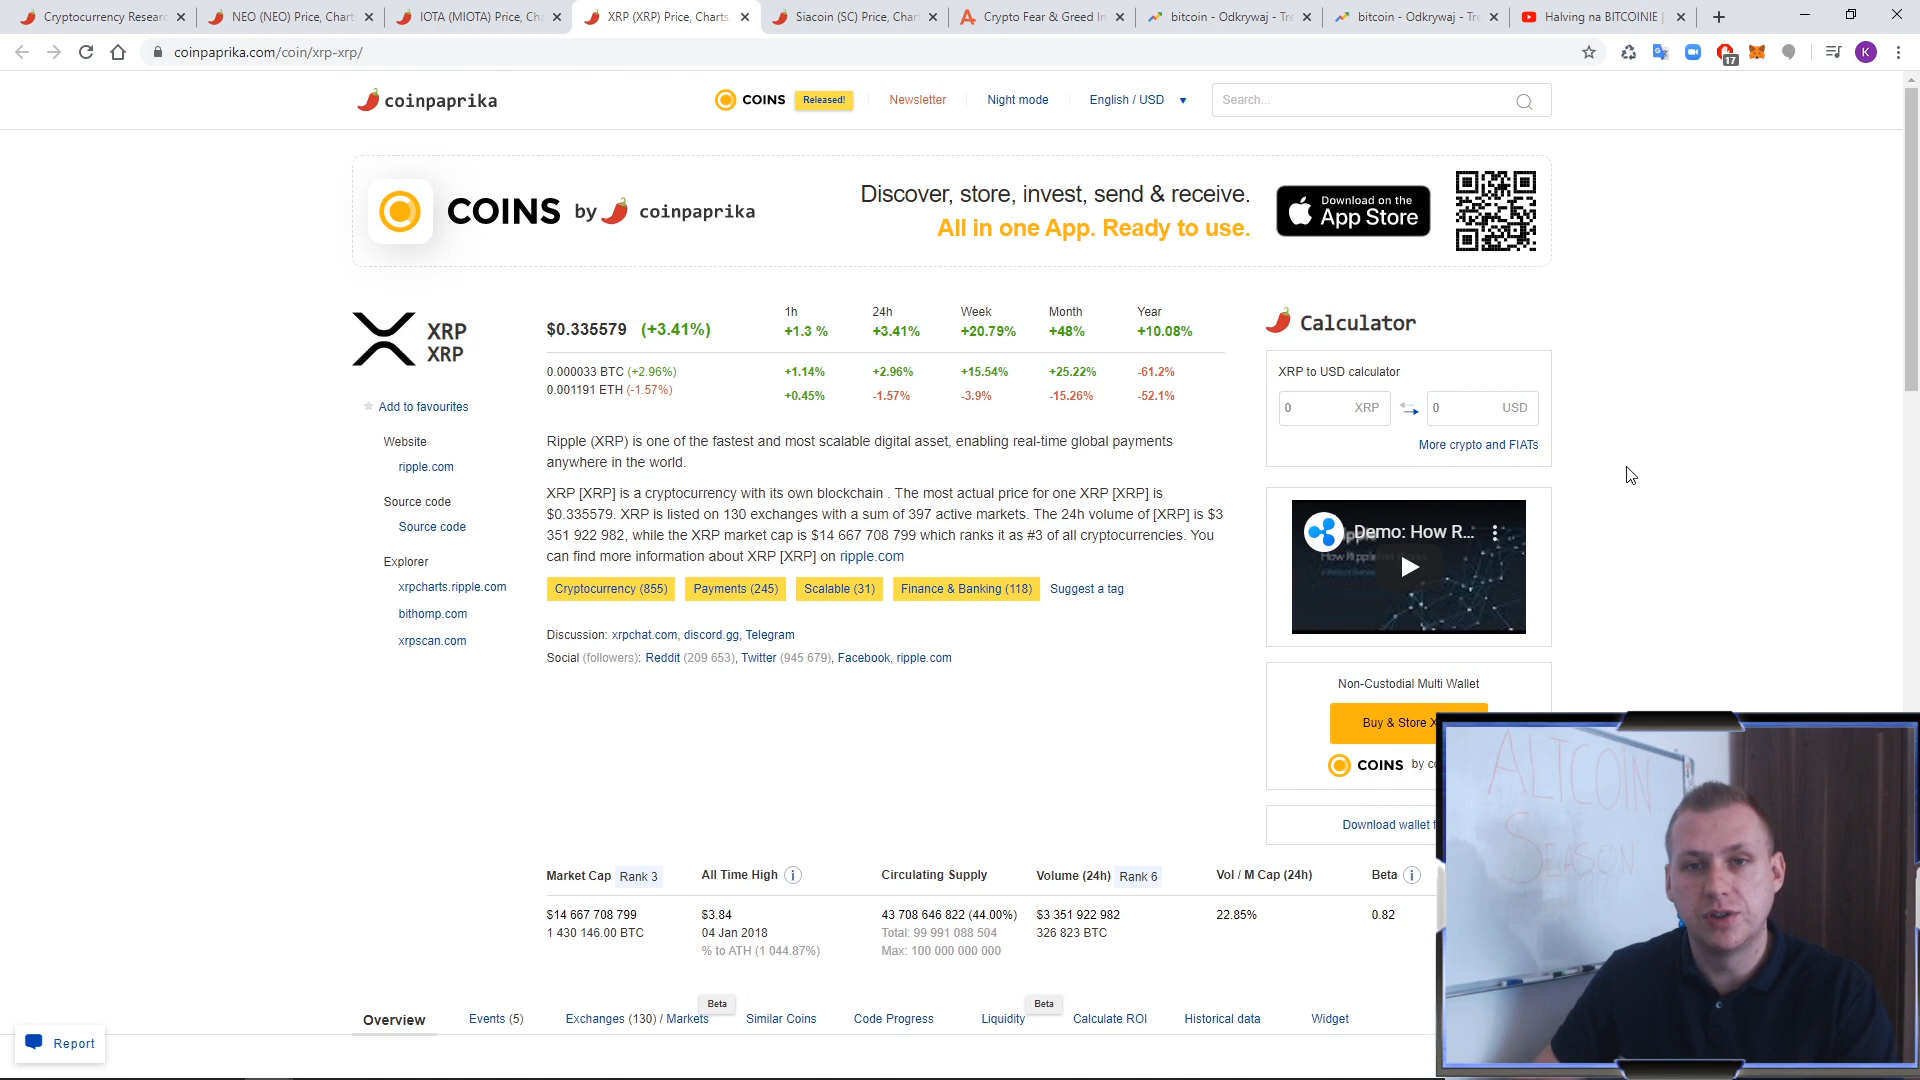 Cryptocurrency Researc
NEO (NEO) Price, Chart
IOTA (MIOTA) Price, Ch
XRP (XRP) Price, Charts,
Siacoin (SC) Price, Chart
Crypto Fear & Greed In
bitcoin - Odkrywaj - Tre
bitcoin - Odkrywaj - Tre
Halving na BITCOINIE |
coinpaprika.com/coin/xrp-xrp/
17
K
coinpaprika
COINS
Released!
Newsletter
Night mode
English / USD
Search...
COINS by coinpaprika
Discover, store, invest, send & receive.
All in one App. Ready to use.
Download on the
App Store
XRP
XRP
$0.335579 (+3.41%)
1h 24h Week Month Year
+1.3 % +3.41% +20.79% +48% +10.08%
0.000033 BTC (+2.96%) +1.14% +2.96% +15.54% +25.22% -61.2%
0.001191 ETH (-1.57%) +0.45% -1.57% -3.9% -15.26% -52.1%
Add to favourites
Website
ripple.com
Source code
Source code
Explorer
xrpcharts.ripple.com
bithomp.com
xrpscan.com
Ripple (XRP) is one of the fastest and most scalable digital asset, enabling real-time global payments
anywhere in the world.
XRP [XRP] is a cryptocurrency with its own blockchain . The most actual price for one XRP [XRP] is
$0.335579. XRP is listed on 130 exchanges with a sum of 397 active markets. The 24h volume of [XRP] is $3
351 922 982, while the XRP market cap is $14 667 708 799 which ranks it as #3 of all cryptocurrencies. You
can find more information about XRP [XRP] on ripple.com
Cryptocurrency (855) Payments (245) Scalable (31) Finance & Banking (118) Suggest a tag
Discussion: xrpchat.com, discord.gg, Telegram
Social (followers): Reddit (209 653), Twitter (945 679), Facebook, ripple.com
Calculator
XRP to USD calculator
0 XRP 0 USD
More crypto and FIATs
Demo: How R...
Non-Custodial Multi Wallet
Buy & Store X
COINS by co
Download wallet f
Market Cap Rank 3 All Time High Circulating Supply Volume (24h) Rank 6 Vol / M Cap (24h) Beta
$14 667 708 799 $3.84 43 708 646 822 (44.00%) $3 351 922 982 22.85% 0.82
1 430 146.00 BTC 04 Jan 2018 Total: 99 991 088 504 326 823 BTC
% to ATH (1 044.87%) Max: 100 000 000 000
Beta Beta
Overview Events (5) Exchanges (130) / Markets Similar Coins Code Progress Liquidity Calculate ROI Historical data Widget
Report
ALTCOIN
SEASON